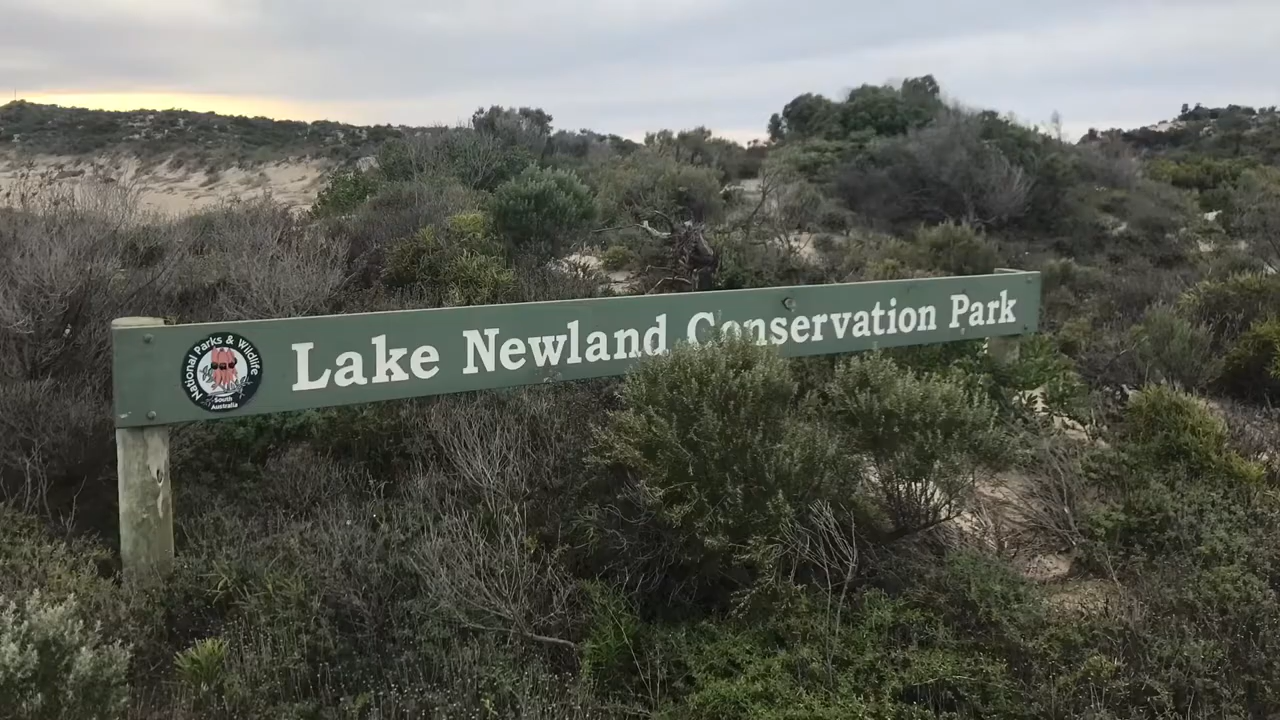 National Parks & Wildlife
South
Australia
Lake Newland Conservation Park